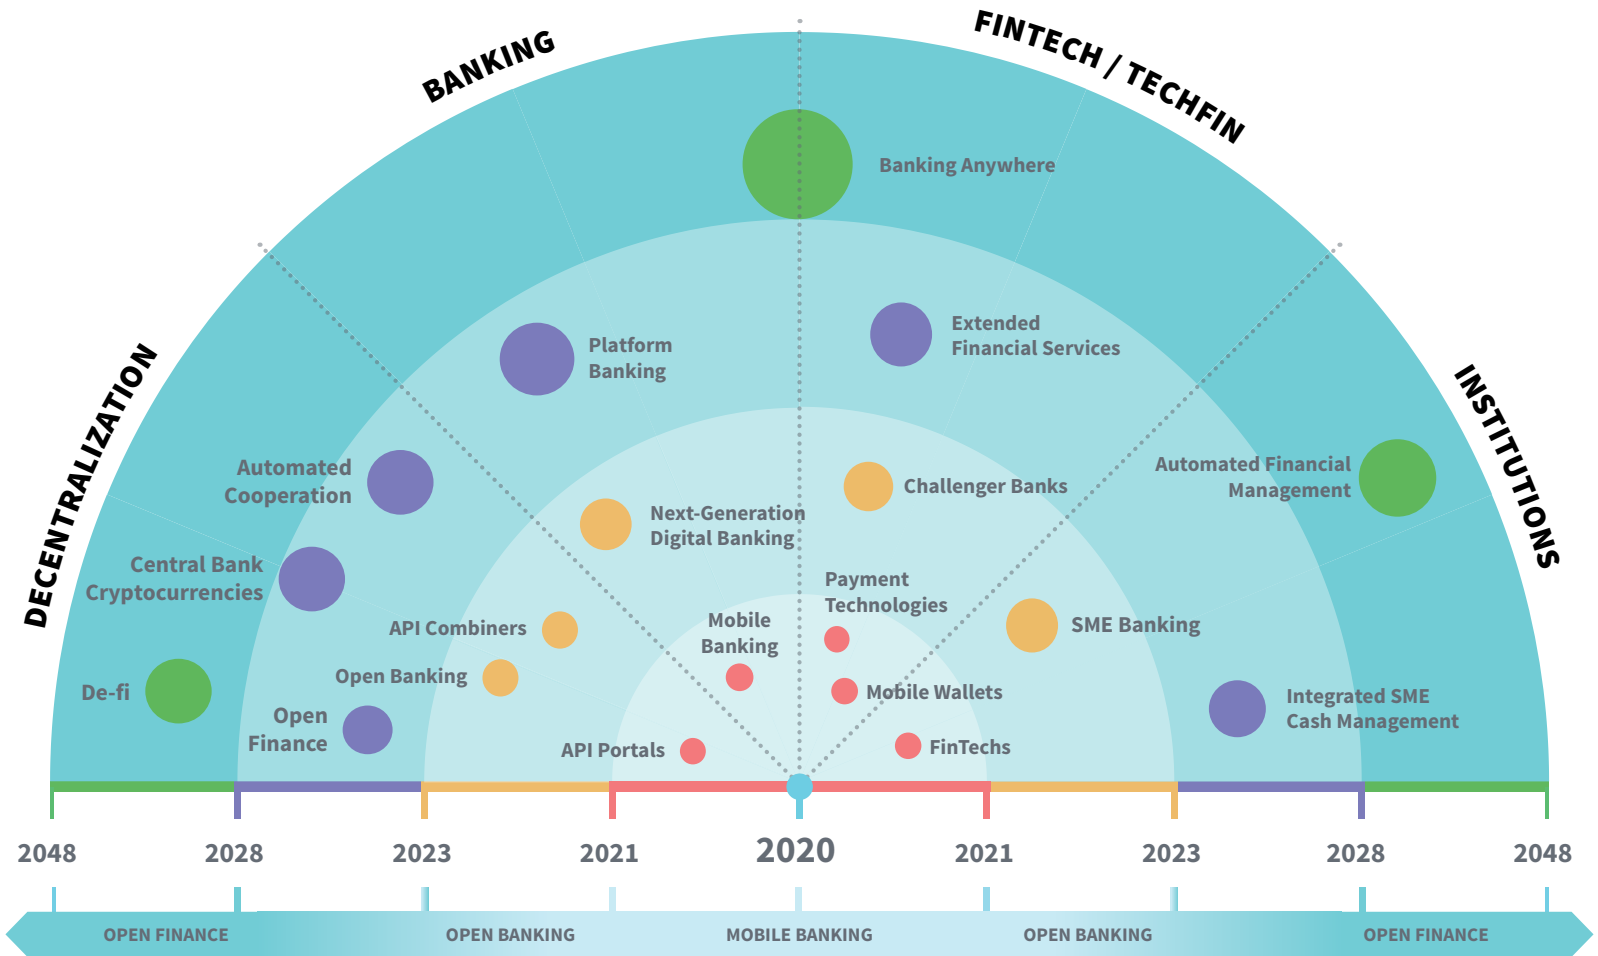 BANKING
FINTECH / TECHFIN
DECENTRALIZATION
INSTITUTIONS
Banking Anywhere
Extended
Financial Services
Platform
Banking
Automated
Cooperation
Automated Financial
Management
Challenger Banks
Next-Generation
Digital Banking
Central Bank
Cryptocurrencies
Payment
Technologies
API Combiners
Mobile
Banking
SME Banking
Open Banking
De-fi
Mobile Wallets
Integrated SME
Cash Management
Open
Finance
API Portals
FinTechs
2048 2028 2023 2021 2020 2021 2023 2028 2048
OPEN FINANCE OPEN BANKING MOBILE BANKING OPEN BANKING OPEN FINANCE